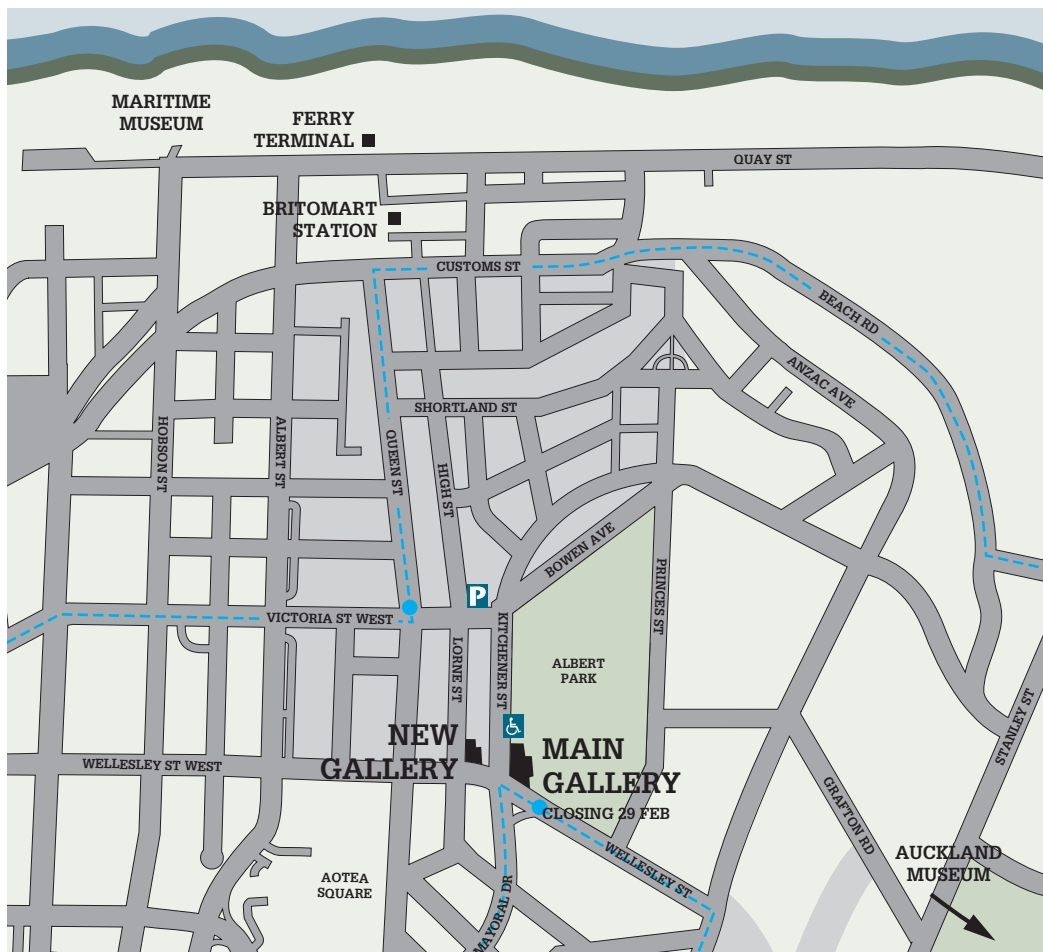 MARITIME
MUSEUM
FERRY
TERMINAL
QUAY ST
BRITOMART
STATION
CUSTOMS ST
BEACH RD
ANZAC AVE
SHORTLAND ST
HOBSON ST
ALBERT ST
QUEEN ST
HIGH ST
BOWEN AVE
PRINCES ST
P
VICTORIA ST WEST
LORNE ST
KITCHENER ST
ALBERT
PARK
STANLEY ST
NEW
GALLERY
MAIN
GALLERY
CLOSING 29 FEB
WELLESLEY ST WEST
GRAFTON RD
WELLESLEY ST
AUCKLAND
MUSEUM
AOTEA
SQUARE
MAYORAL DR